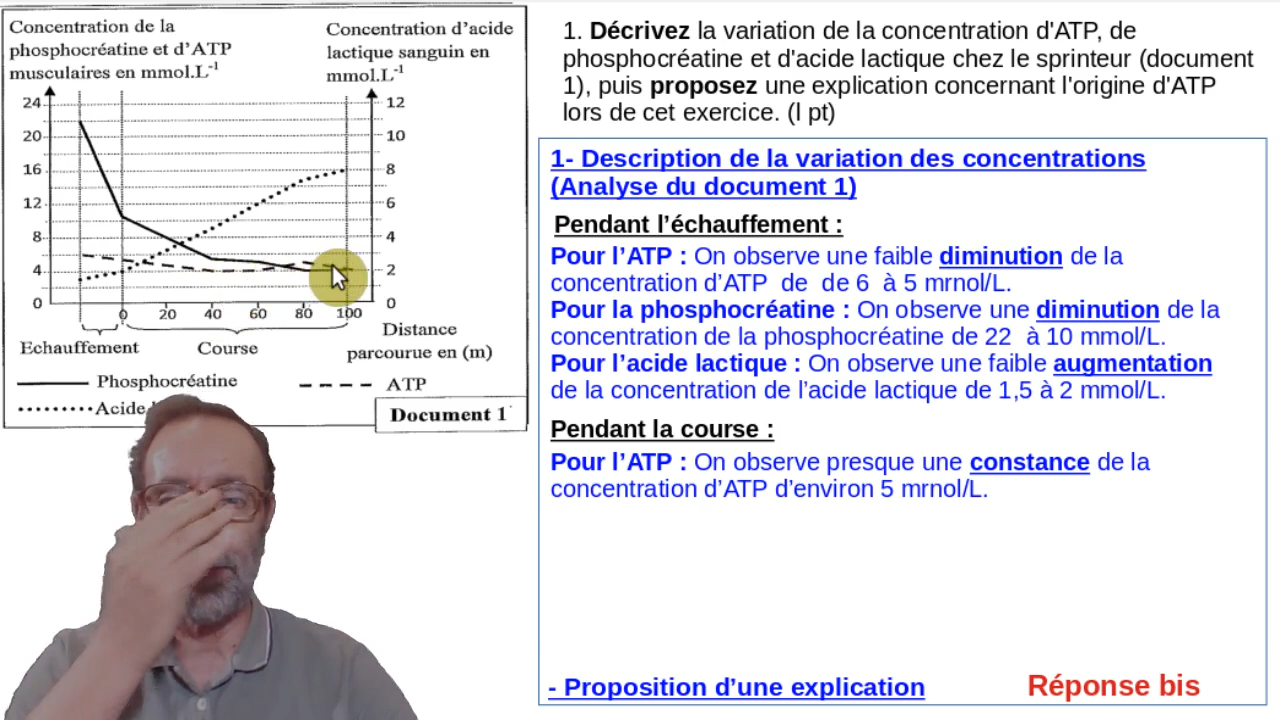 Concentration de la
phosphocréatine et d’ATP
musculaires en mmol.L⁻¹
Concentration d’acide
lactique sanguin en
mmol.L⁻¹
24
20
16
12
8
4
0
12
10
8
6
4
2
0
0 20 40 60 80 100
Echauffement
Course
Distance
parcourue en (m)
Phosphocréatine
ATP
Acide
Document 1
1. Décrivez la variation de la concentration d'ATP, de
phosphocréatine et d'acide lactique chez le sprinteur (document
1), puis proposez une explication concernant l'origine d'ATP
lors de cet exercice. (l pt)
1- Description de la variation des concentrations
(Analyse du document 1)
Pendant l’échauffement :
Pour l’ATP : On observe une faible diminution de la
concentration d’ATP de de 6 à 5 mrnol/L.
Pour la phosphocréatine : On observe une diminution de la
concentration de la phosphocréatine de 22 à 10 mmol/L.
Pour l’acide lactique : On observe une faible augmentation
de la concentration de l’acide lactique de 1,5 à 2 mmol/L.
Pendant la course :
Pour l’ATP : On observe presque une constance de la
concentration d’ATP d’environ 5 mrnol/L.
- Proposition d’une explication
Réponse bis